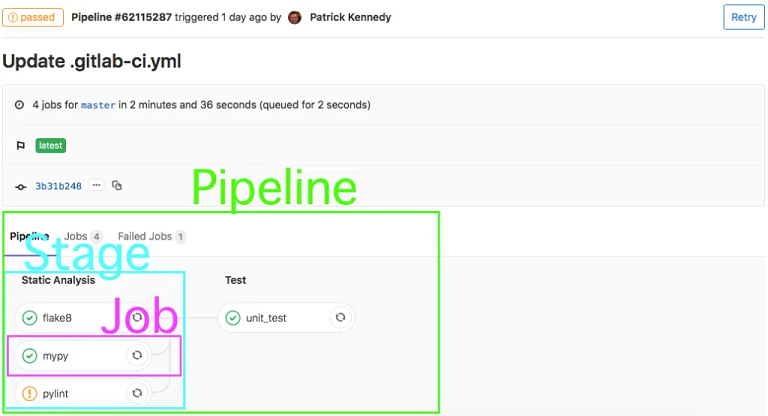 passed Pipeline #62115287 triggered 1 day ago by Patrick Kennedy Retry
Update .gitlab-ci.yml
4 jobs for master in 2 minutes and 36 seconds (queued for 2 seconds)
latest
3b31b248 ...
Pipeline
Pipeline Jobs 4 Failed Jobs 1
Stage
Static Analysis Test
Job
flake8 unit_test
mypy
pylint